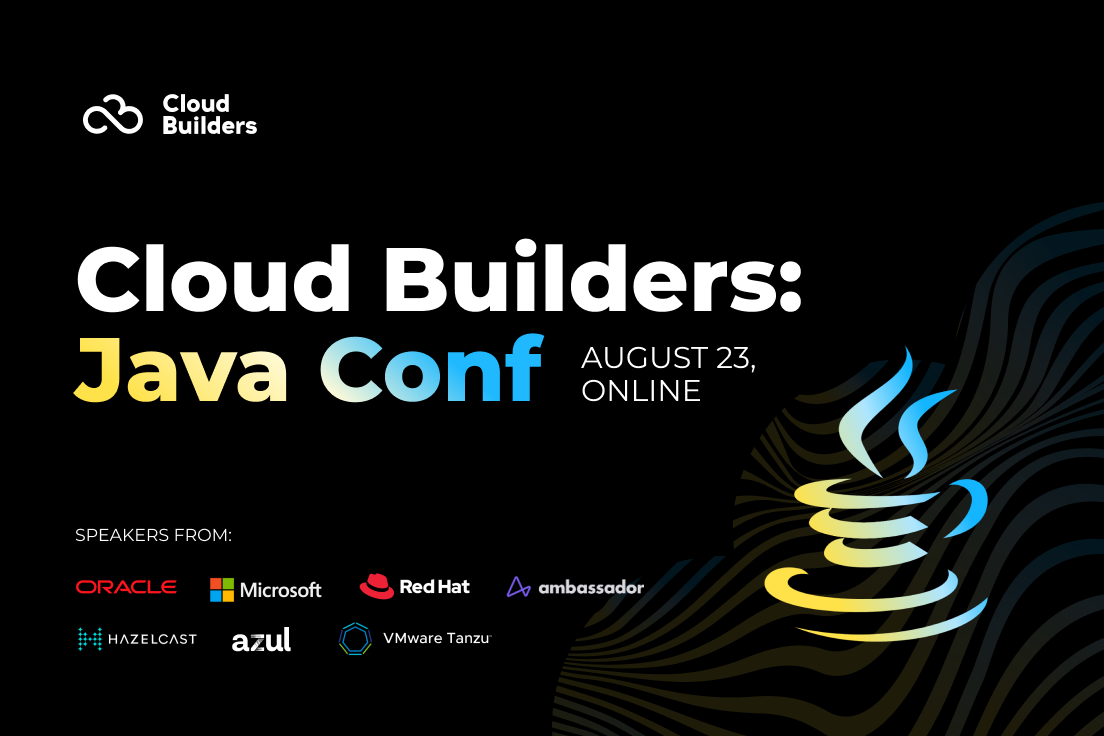 Cloud
Builders
Cloud Builders:
Java Conf
AUGUST 23,
ONLINE
SPEAKERS FROM:
ORACLE
Microsoft
Red Hat
ambassador
HAZELCAST
azul
VMware Tanzu